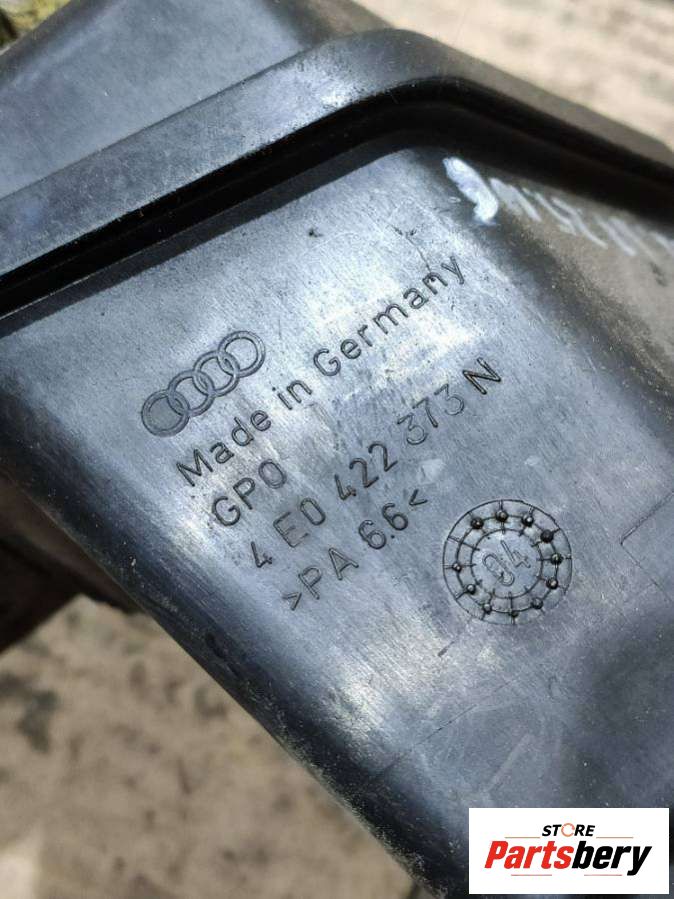 Made in Germany
GPO
4 E0 422 373 N
>PA 6.6<
04
STORE
Partsbery